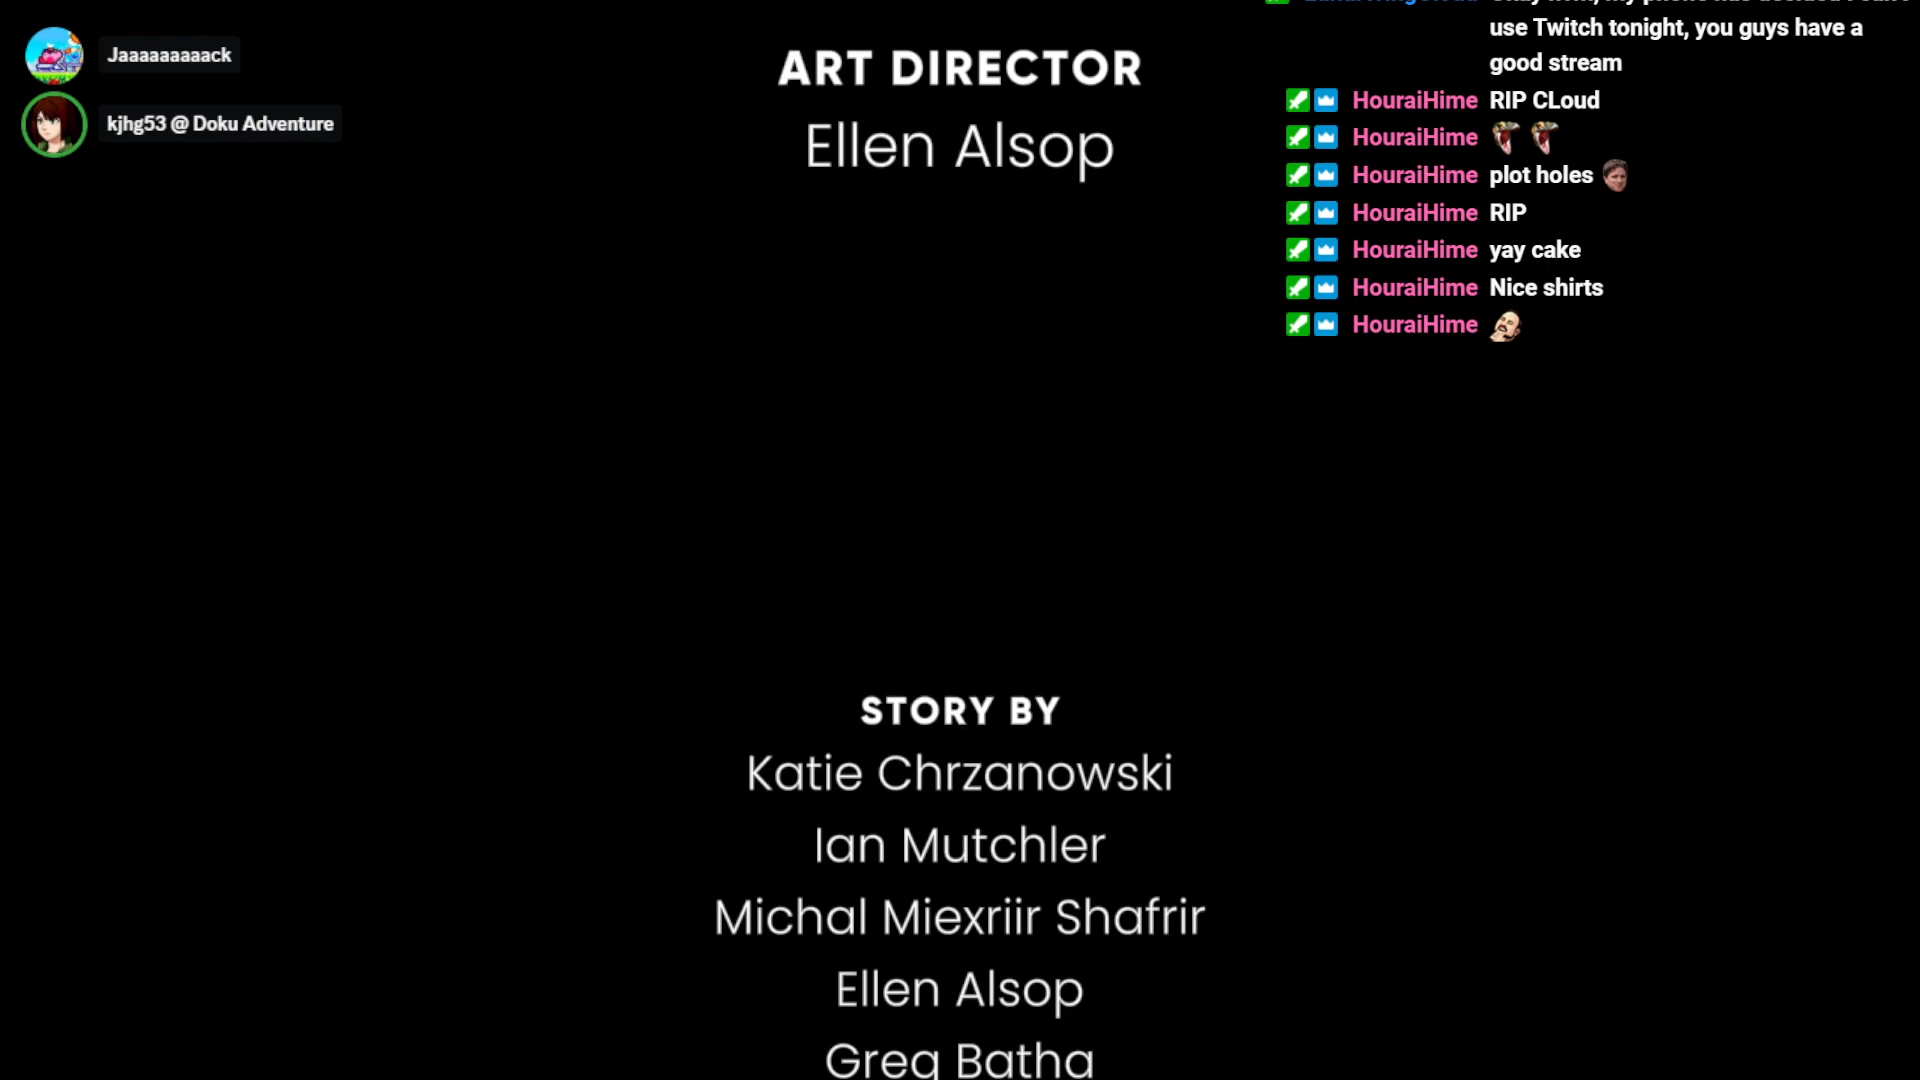 Jaaaaaaaaack
kjhg53 @ Doku Adventure
ART DIRECTOR
Ellen Alsop
STORY BY
Katie Chrzanowski
Ian Mutchler
Michal Miexriir Shafrir
Ellen Alsop
Greg Batha
use Twitch tonight, you guys have a
good stream
HouraiHime RIP CLoud
HouraiHime
HouraiHime plot holes
HouraiHime RIP
HouraiHime yay cake
HouraiHime Nice shirts
HouraiHime